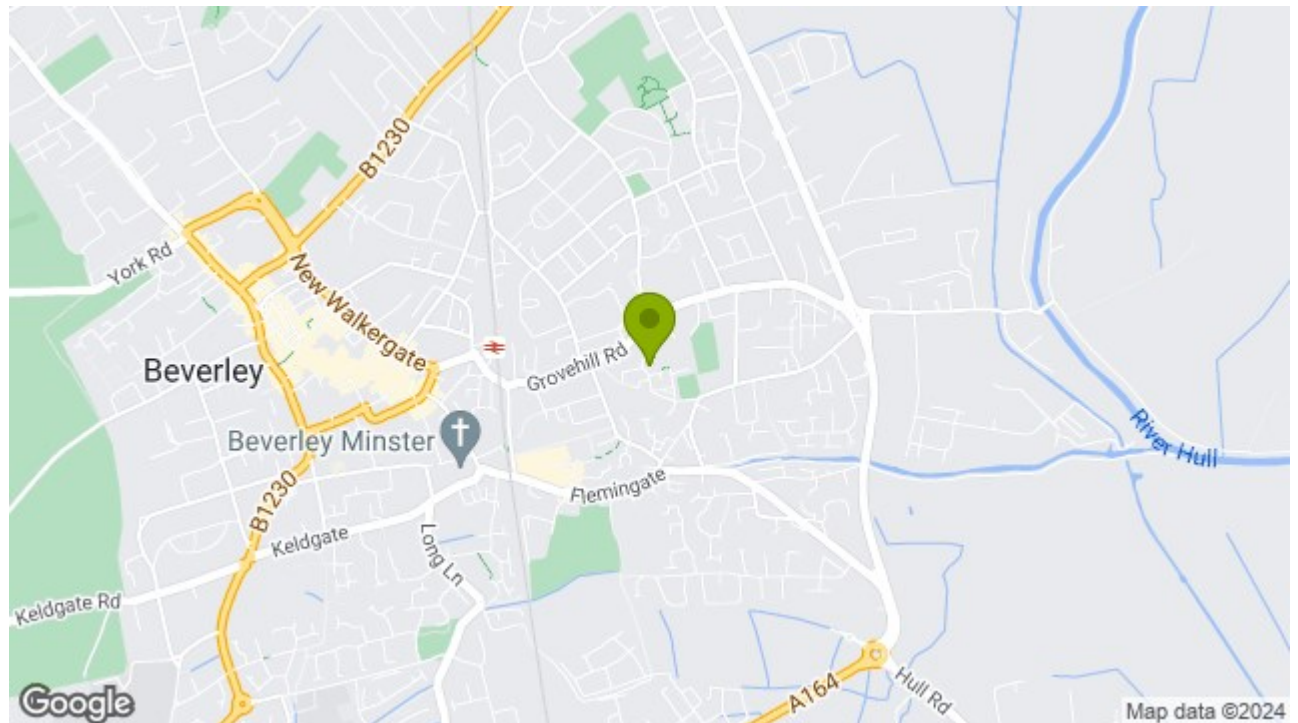 B1230
York Rd
New Walkergate
Beverley
Grovehill Rd
Beverley Minster
River Hull
Flemingate
B1230
Keldgate
Long Ln
Keldgate Rd
A164
Hull Rd
Google
Map data ©2024